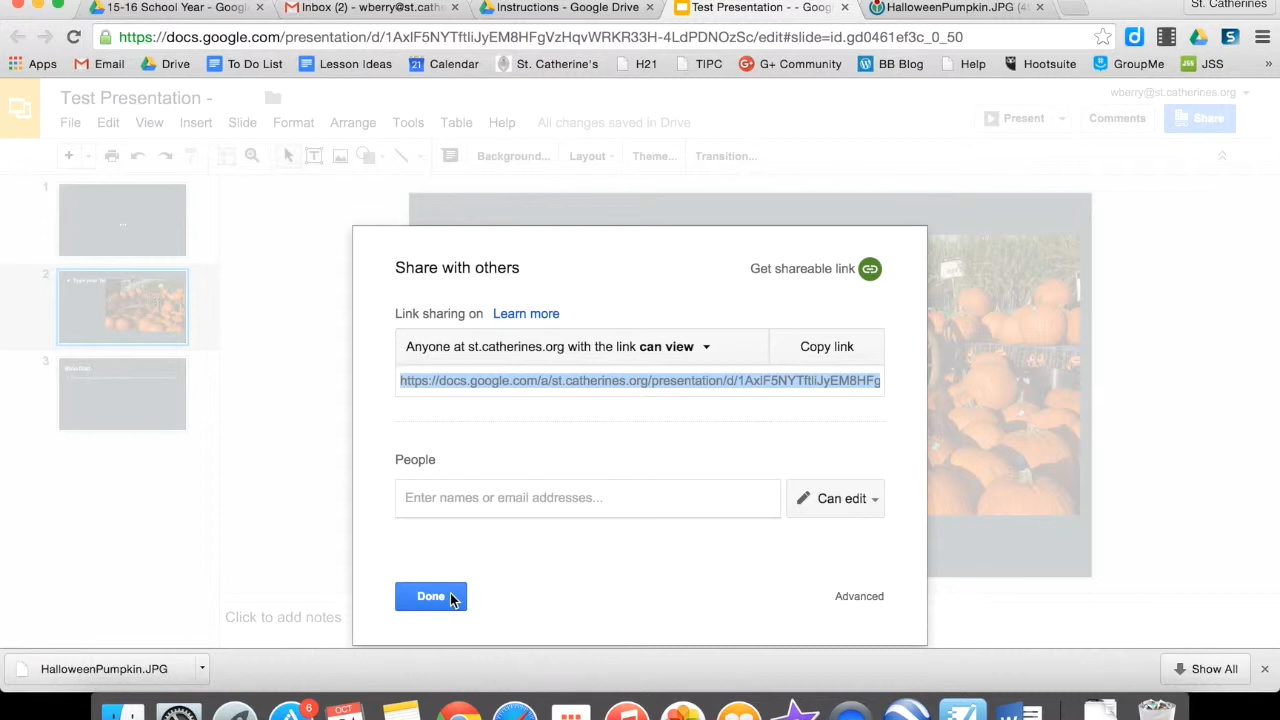 15-16 School Year - Googl
Inbox (2) - wberry@st.cathe
Instructions - Google Drive
Test Presentation - - Goog
HalloweenPumpkin.JPG (4
St. Catherines
https://docs.google.com/presentation/d/1AxIF5NYTftIiJyEM8HFgVzHqvWRKR33H-4LdPDNOzSc/edit#slide=id.gd0461ef3c_0_50
Apps Email Drive To Do List Lesson Ideas Calendar St. Catherine's H21 TIPC G+ Community BB Blog Help Hootsuite GroupMe JSS »
Test Presentation -
wberry@st.catherines.org
File Edit View Insert Slide Format Arrange Tools Table Help All changes saved in Drive
Present Comments Share
Background... Layout Theme... Transition...
1
2
3
Share with others
Get shareable link
Link sharing on Learn more
Anyone at st.catherines.org with the link can view
Copy link
https://docs.google.com/a/st.catherines.org/presentation/d/1AxIF5NYTftIiJyEM8HFg
People
Enter names or email addresses...
Can edit
Done
Advanced
Click to add notes
HalloweenPumpkin.JPG
Show All
6
OCT